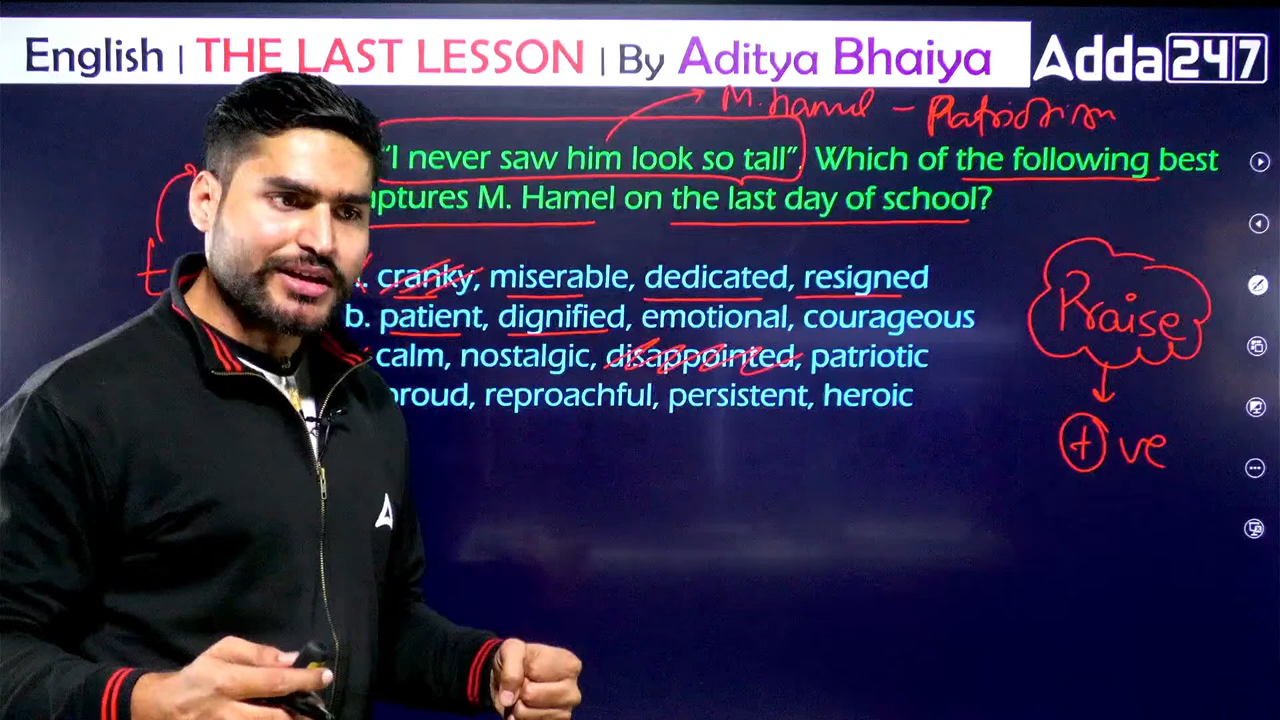 English | THE LAST LESSON | By Aditya Bhaiya
Adda247
M. hamel - Patriotism
"I never saw him look so tall". Which of the following best
ptures M. Hamel on the last day of school?
t
cranky, miserable, dedicated, resigned
b. patient, dignified, emotional, courageous
calm, nostalgic, disappointed, patriotic
proud, reproachful, persistent, heroic
Praise
+ ve